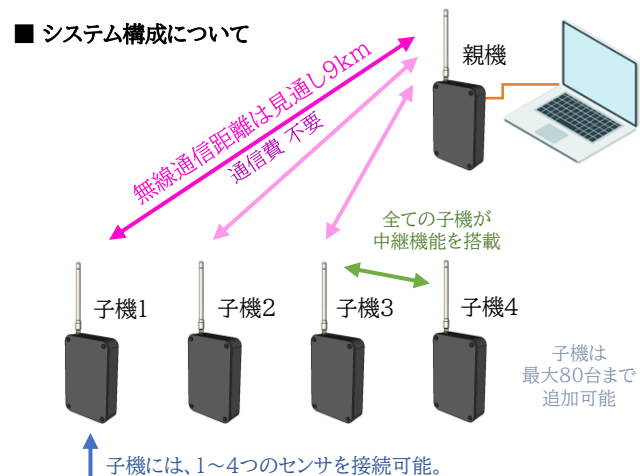 ■ システム構成について
親機
無線通信距離は見通し9km
通信費 不要
全ての子機が
中継機能を搭載
子機1
子機2
子機3
子機4
子機は
最大80台まで
追加可能
子機には、1～4つのセンサを接続可能。